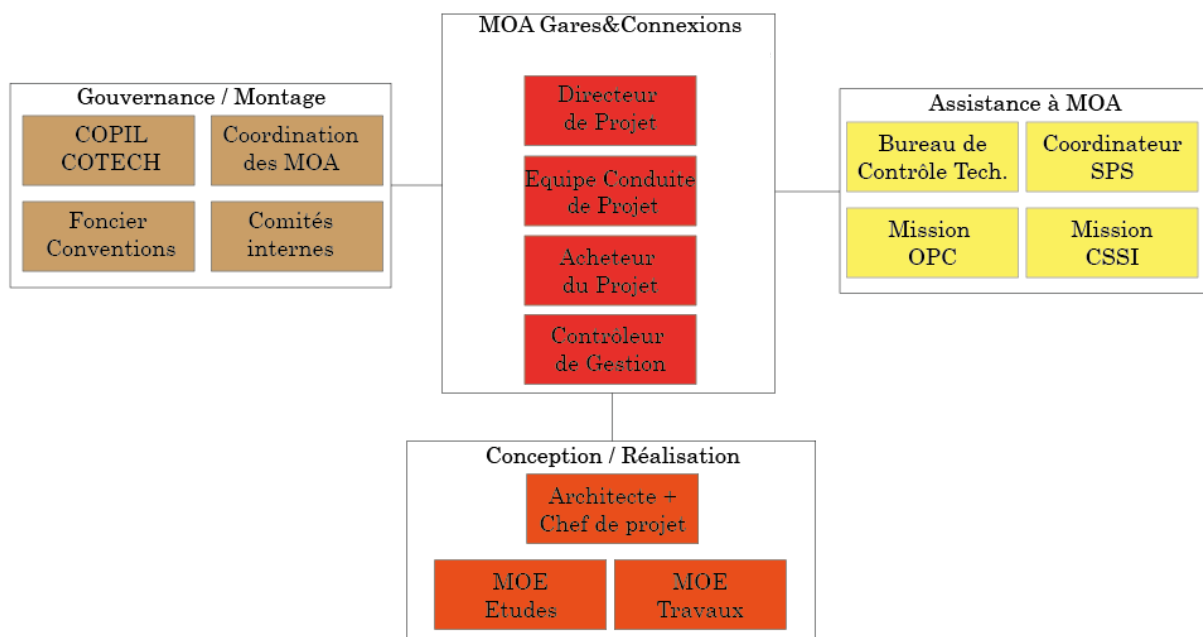 MOA Gares&Connexions
Directeur
de Projet
Equipe Conduite
de Projet
Acheteur
du Projet
Contrôleur
de Gestion
Gouvernance / Montage
COPIL
COTECH
Coordination
des MOA
Foncier
Conventions
Comités
internes
Assistance à MOA
Bureau de
Contrôle Tech.
Coordinateur
SPS
Mission
OPC
Mission
CSSI
Conception / Réalisation
Architecte +
Chef de projet
MOE
Etudes
MOE
Travaux